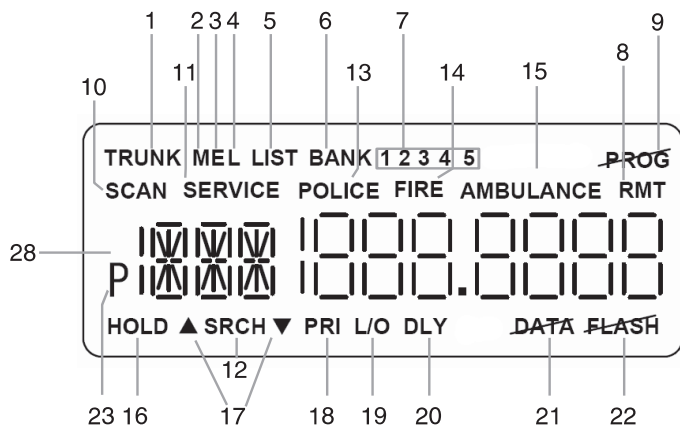 1 2 3 4 5 6 7 8 9
10 11 13 14 15
TRUNK MEL LIST BANK 1 2 3 4 5 PROG
SCAN SERVICE POLICE FIRE AMBULANCE RMT
28
P
HOLD ▲ SRCH ▼ PRI L/O DLY DATA FLASH
12
23 16 17 18 19 20 21 22